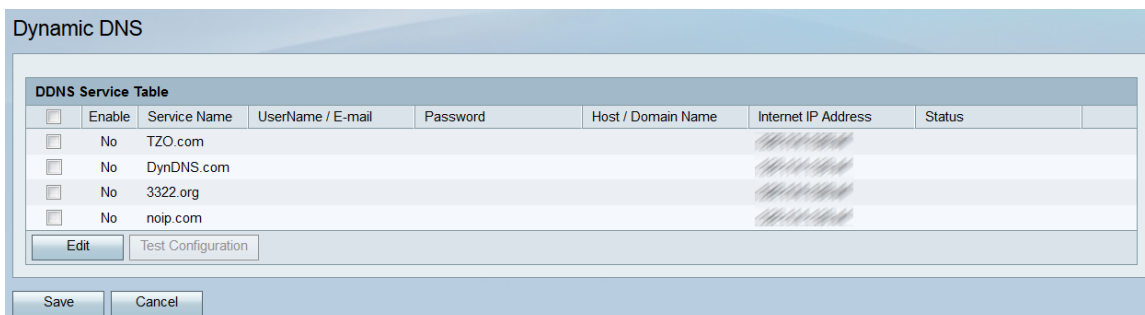 Dynamic DNS
DDNS Service Table
Enable Service Name UserName / E-mail Password Host / Domain Name Internet IP Address Status
No TZO.com
No DynDNS.com
No 3322.org
No noip.com
Edit Test Configuration
Save Cancel